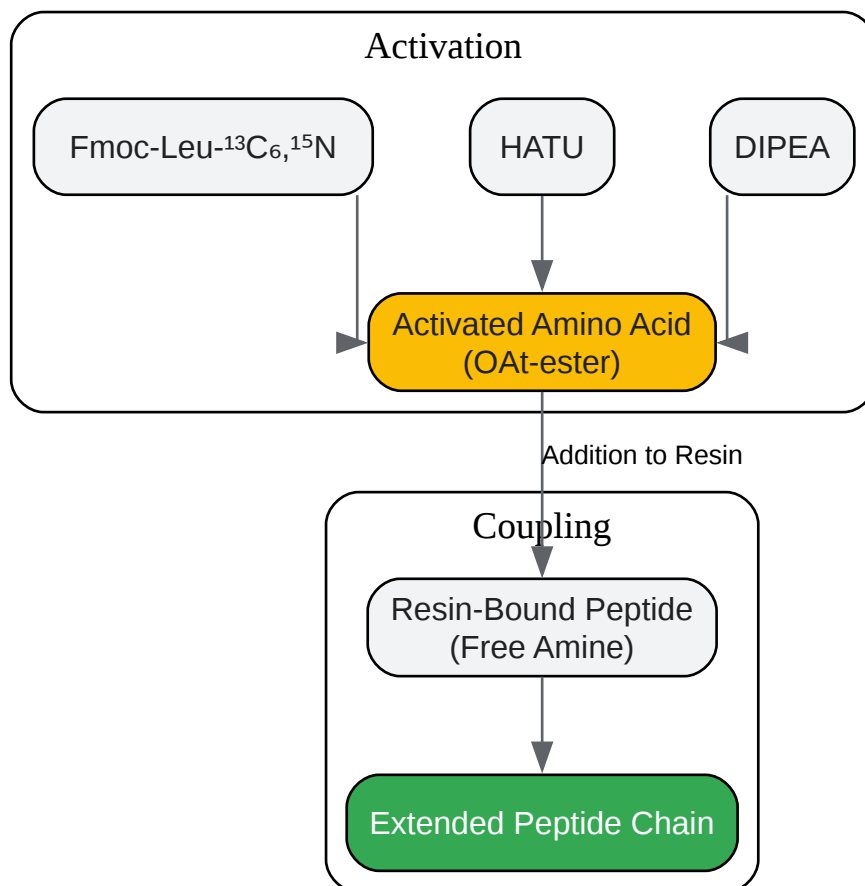 Activation
Fmoc-Leu-¹³C₆,¹⁵N
HATU
DIPEA
Activated Amino Acid
(OAt-ester)
Addition to Resin
Coupling
Resin-Bound Peptide
(Free Amine)
Extended Peptide Chain